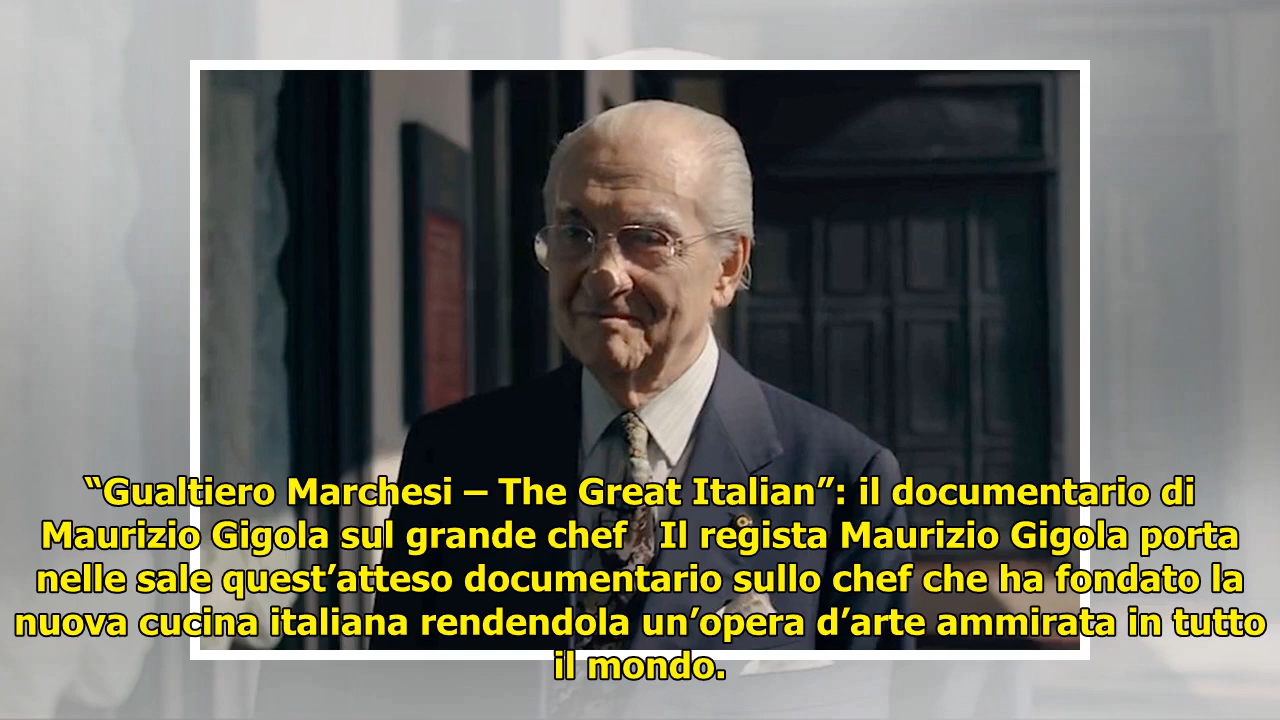 “Gualtiero Marchesi – The Great Italian”: il documentario di
Maurizio Gigola sul grande chef   Il regista Maurizio Gigola porta
nelle sale quest’atteso documentario sullo chef che ha fondato la
nuova cucina italiana rendendola un’opera d’arte ammirata in tutto
il mondo.